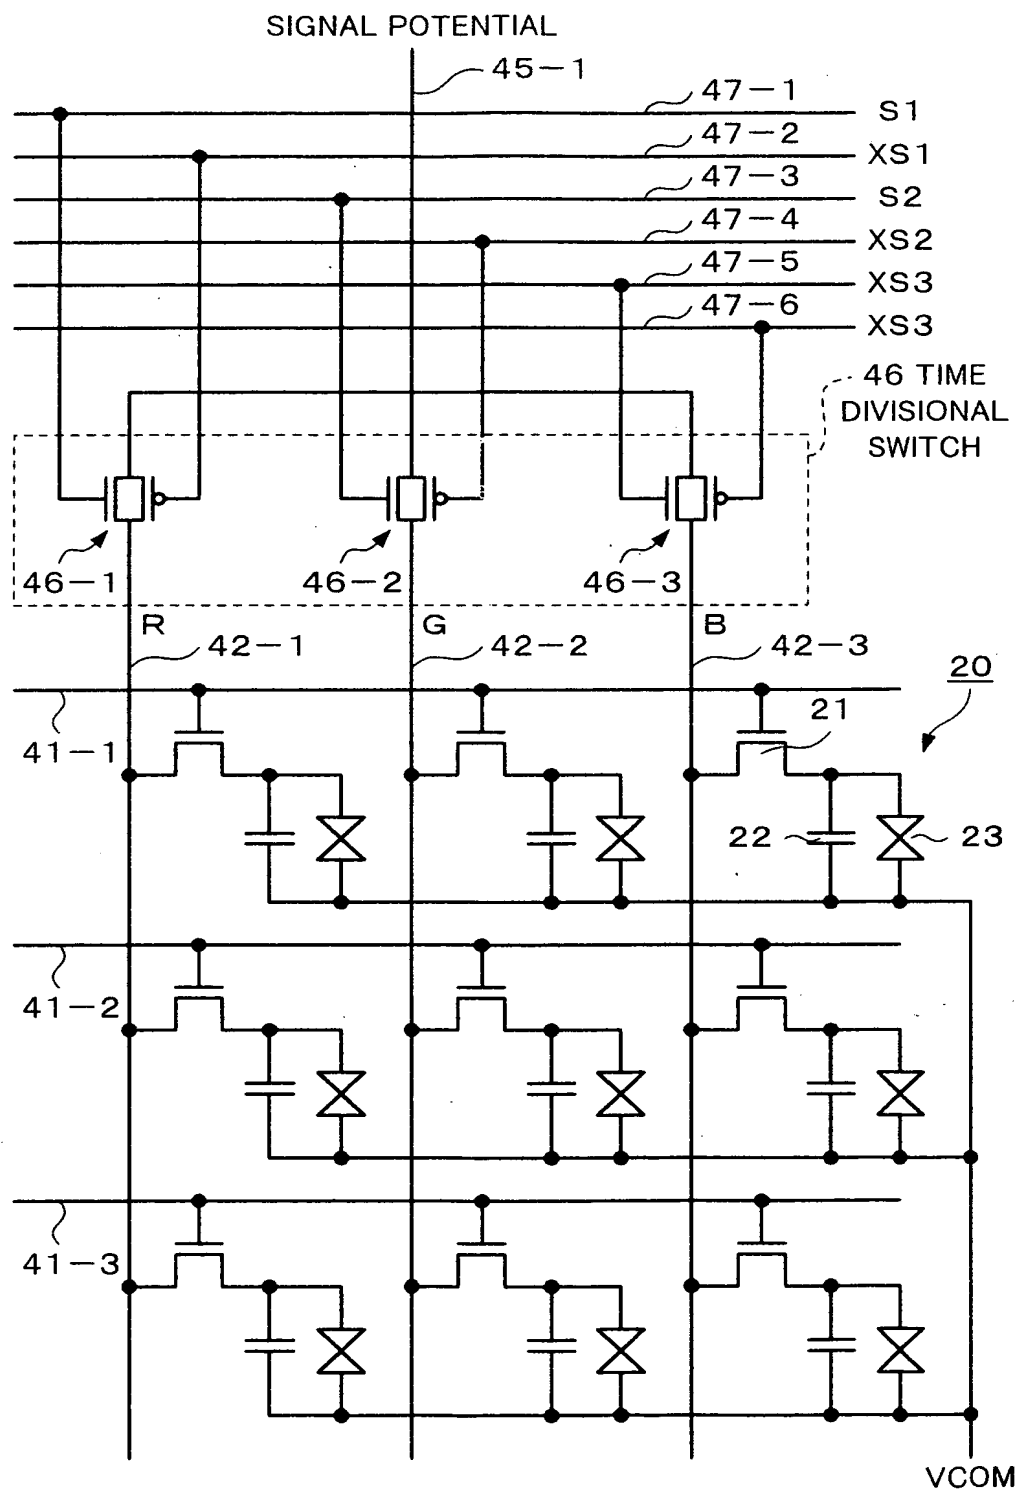 SIGNAL POTENTIAL
45-1
47-1
S1
47-2
XS1
47-3
S2
47-4
XS2
47-5
XS3
47-6
XS3
46 TIME
DIVISIONAL
SWITCH
46-1
46-2
46-3
R
G
B
42-1
42-2
42-3
20
41-1
21
22
23
41-2
41-3
VCOM